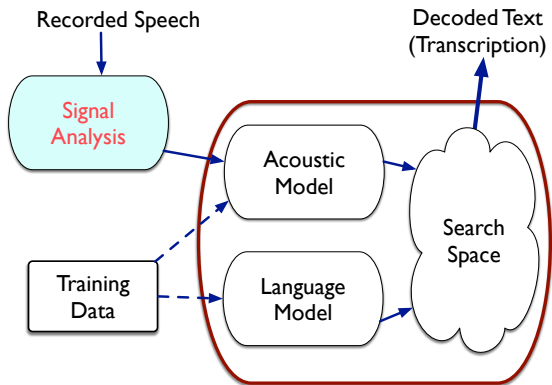 Recorded Speech
Decoded Text
(Transcription)
Signal
Analysis
Acoustic
Model
Search
Space
Training
Data
Language
Model